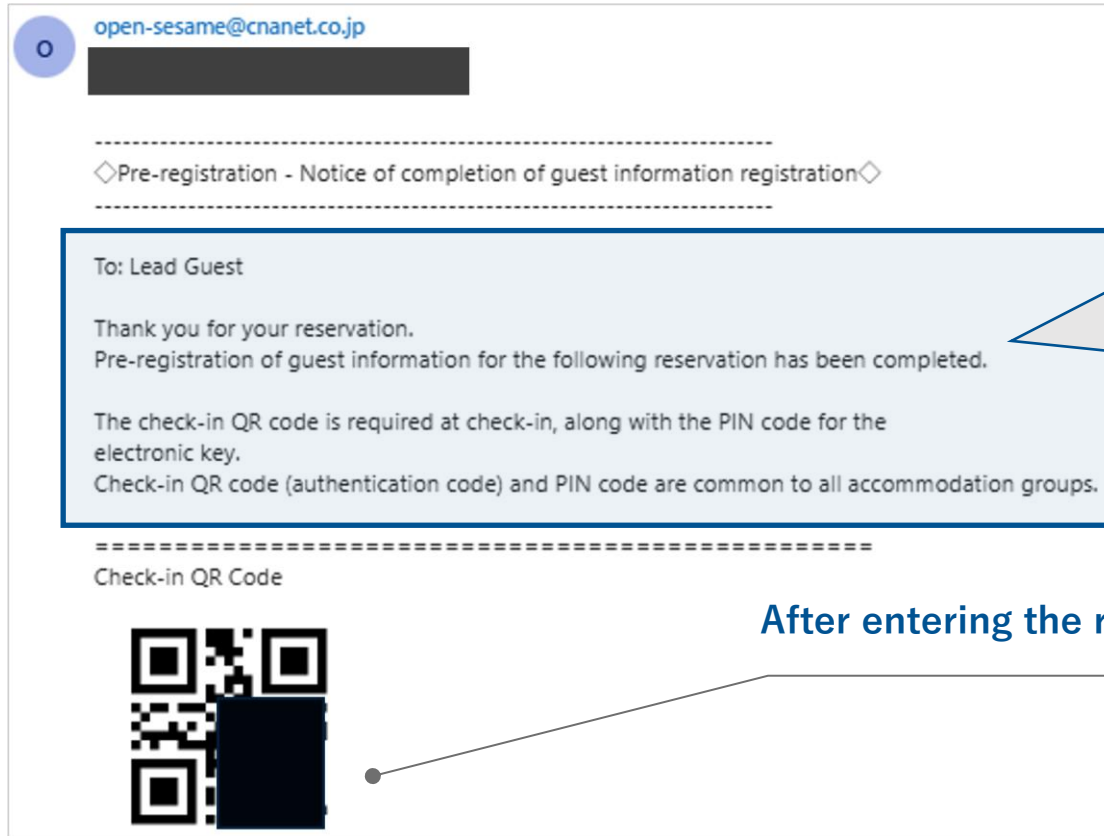 O
open-sesame@cnanet.co.jp
--------------------------------------------------------------------------
◇Pre-registration - Notice of completion of guest information registration◇
--------------------------------------------------------------------------
To: Lead Guest
Thank you for your reservation.
Pre-registration of guest information for the following reservation has been completed.
The check-in QR code is required at check-in, along with the PIN code for the
electronic key.
Check-in QR code (authentication code) and PIN code are common to all accommodation groups.
==================================================
Check-in QR Code
After entering the r